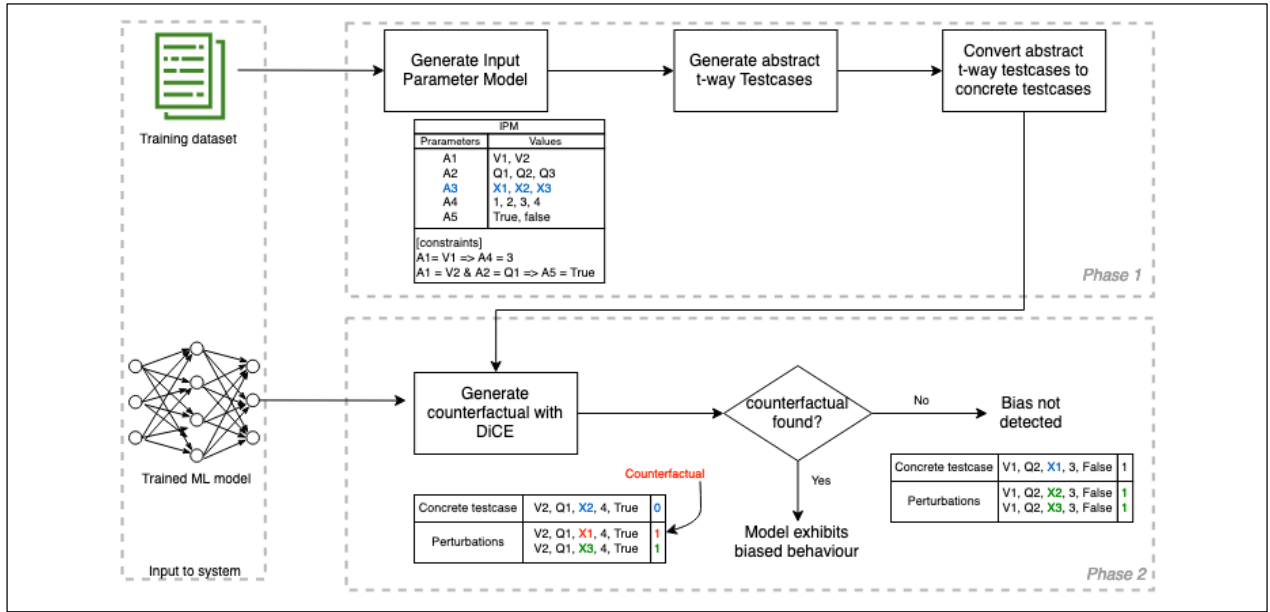 Training dataset
Generate Input
Parameter Model
Generate abstract
t-way Testcases
Convert abstract
t-way testcases to
concrete testcases
IPM
Prarameters Values
A1 V1, V2
A2 Q1, Q2, Q3
A3 X1, X2, X3
A4 1, 2, 3, 4
A5 True, false
[constraints]
A1= V1 => A4 = 3
A1 = V2 & A2 = Q1 => A5 = True
Phase 1
Trained ML model
Input to system
Generate
counterfactual with
DiCE
counterfactual
found?
No
Bias not
detected
Yes
Model exhibits
biased behaviour
Counterfactual
Concrete testcase V2, Q1, X2, 4, True 0
Perturbations
V2, Q1, X1, 4, True 1
V2, Q1, X3, 4, True 1
Concrete testcase V1, Q2, X1, 3, False 1
Perturbations
V1, Q2, X2, 3, False 1
V1, Q2, X3, 3, False 1
Phase 2